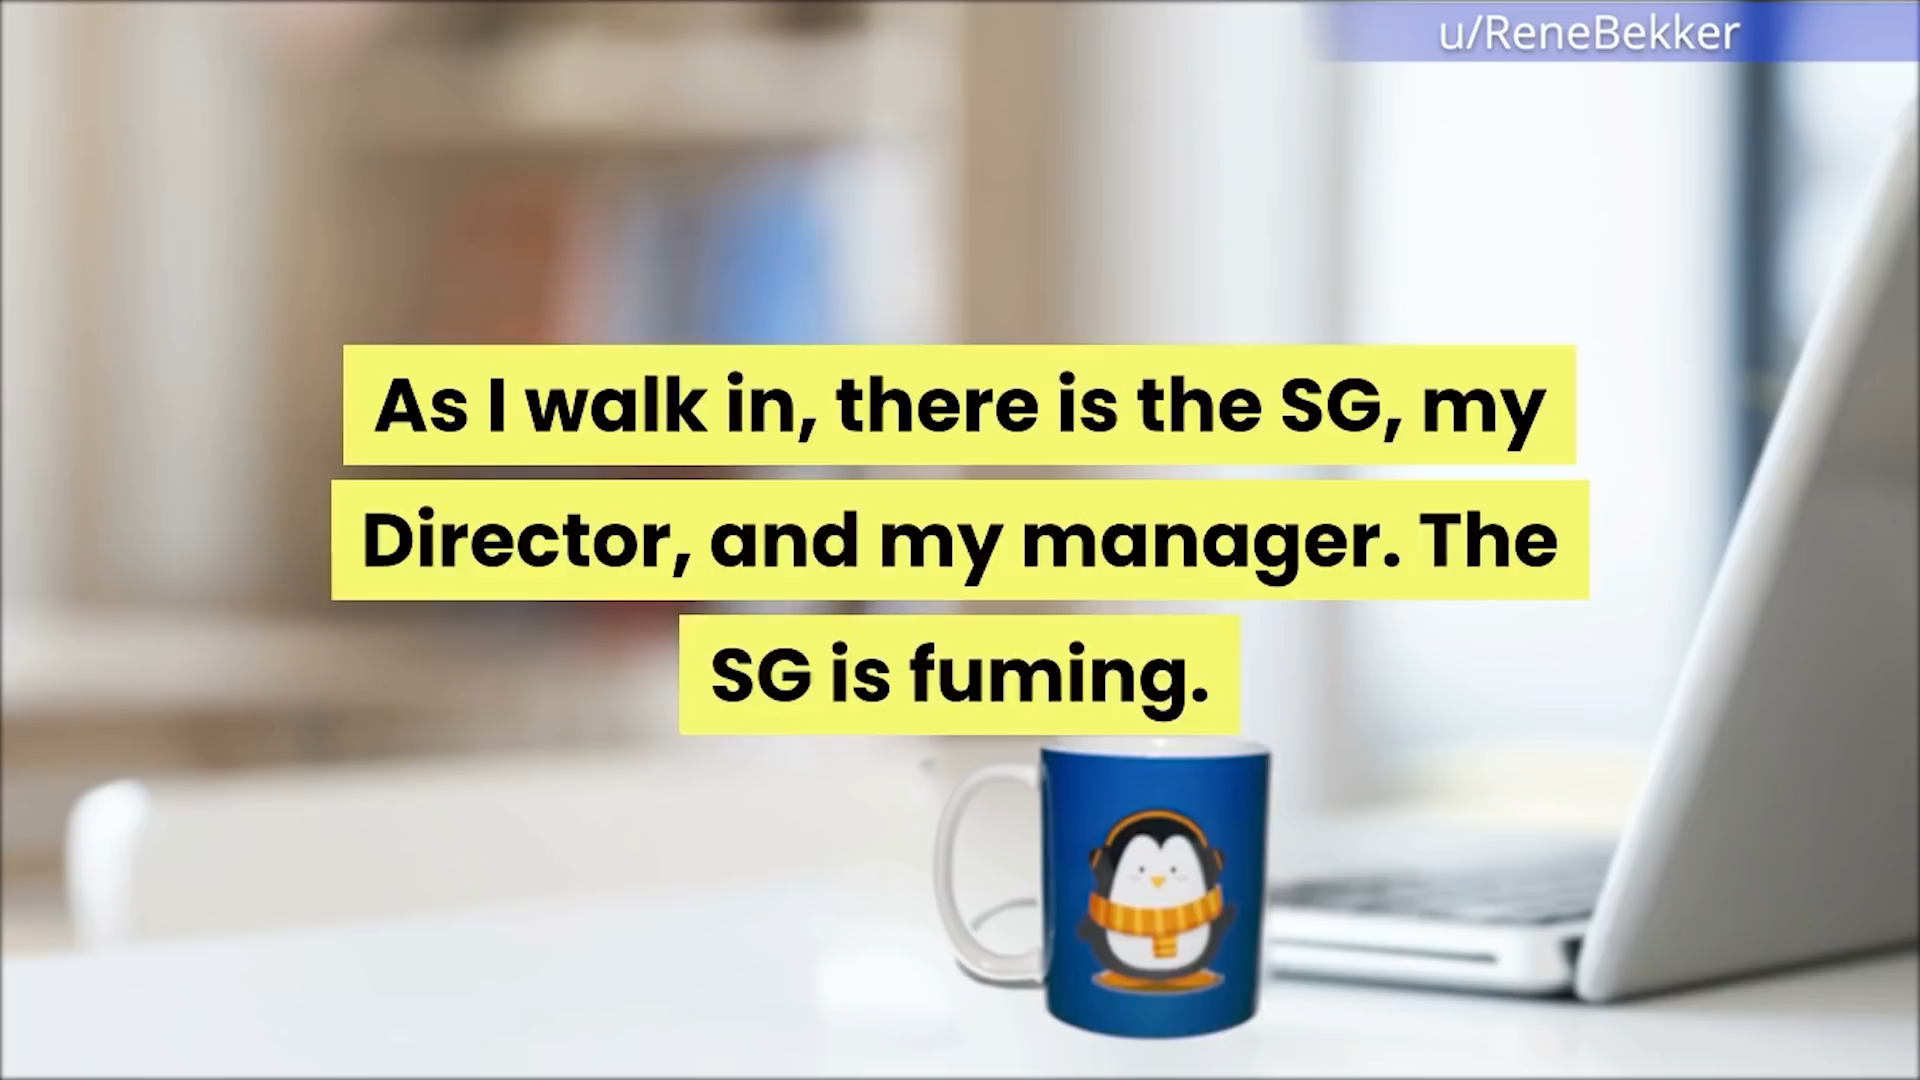 u/ReneBekker
As I walk in, there is the SG, my
Director, and my manager. The
SG is fuming.